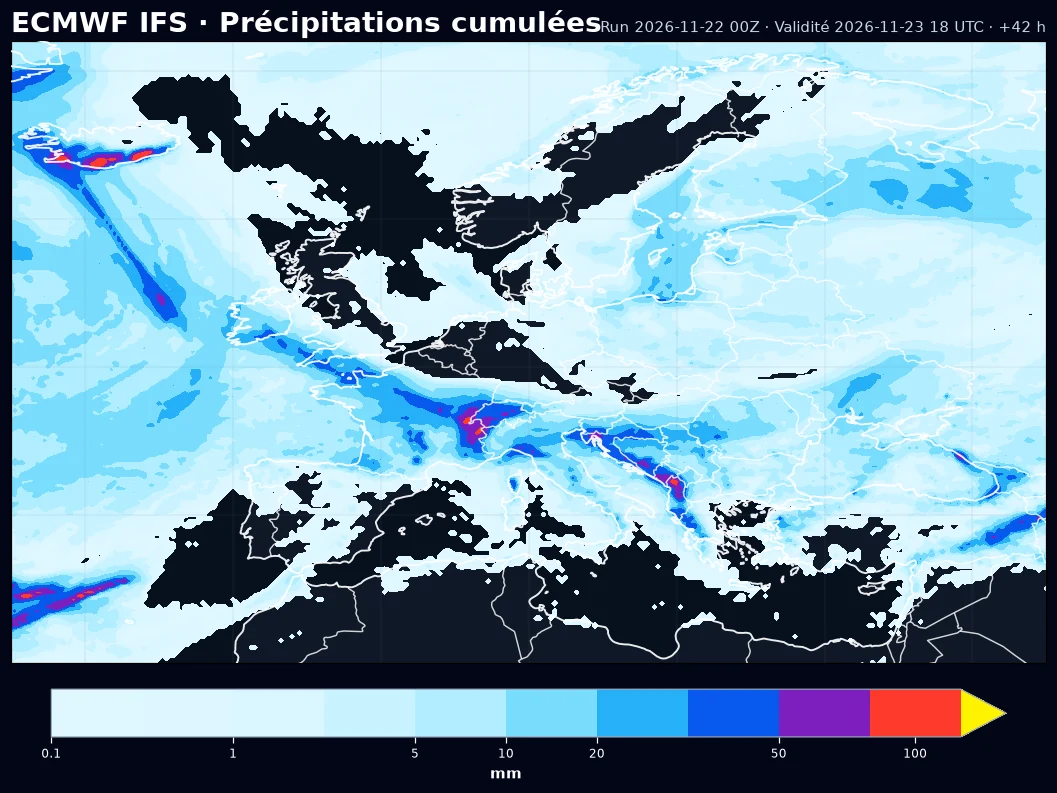 ECMWF IFS · Précipitations cumulées Run 2026-11-22 00Z · Validité 2026-11-23 18 UTC · +42 h
0.1 1 5 10 20 50 100
mm